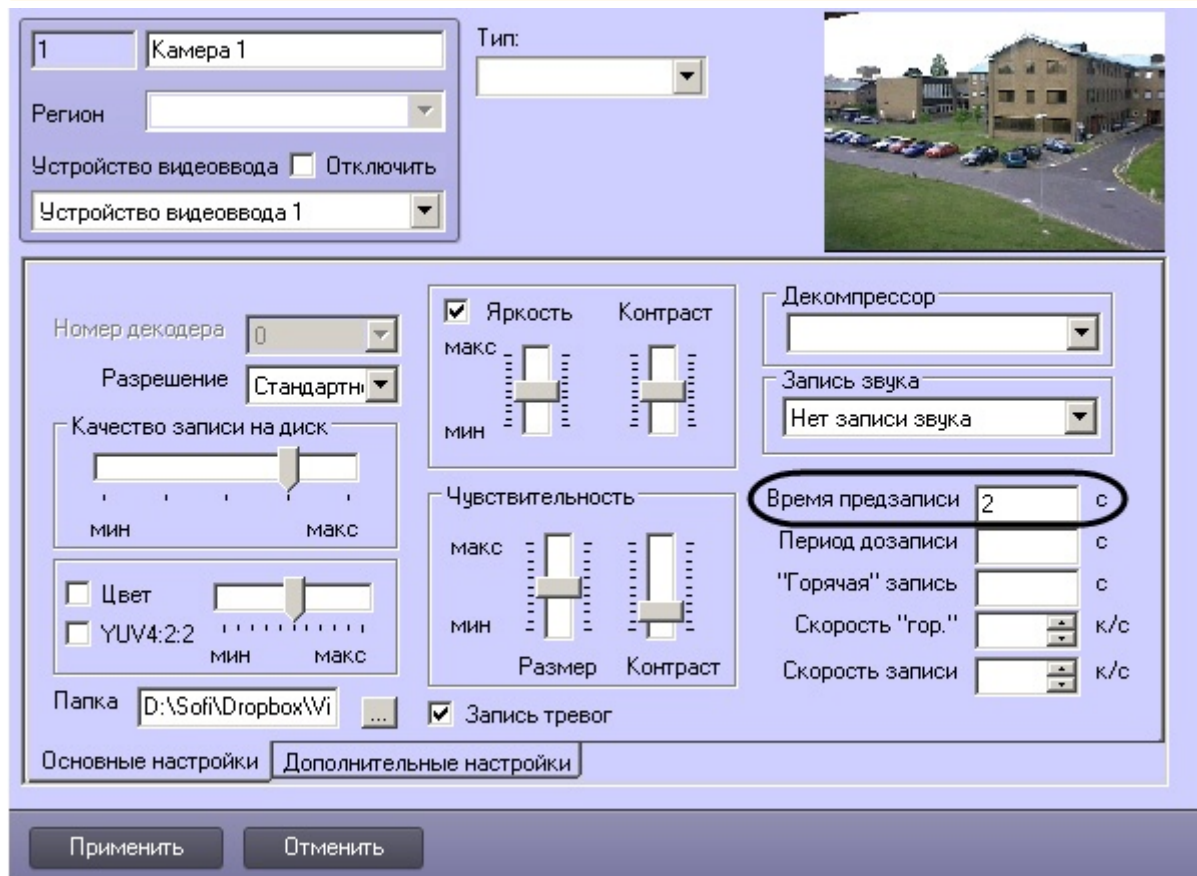 1
Камера 1
Тип:
Регион
Устройство видеоввода
Отключить
Устройство видеоввода 1
Номер декодера
0
Разрешение
Стандартн
Качество записи на диск
мин
макс
Цвет
YUV4:2:2
мин
макс
Папка
D:\Sofi\Dropbox\Vi
...
Яркость
Контраст
макс
мин
Чувствительность
макс
мин
Размер
Контраст
Запись тревог
Декомпрессор
Запись звука
Нет записи звука
Время предзаписи 2 с
Период дозаписи с
"Горячая" запись с
Скорость "гор." к/с
Скорость записи к/с
Основные настройки
Дополнительные настройки
Применить
Отменить